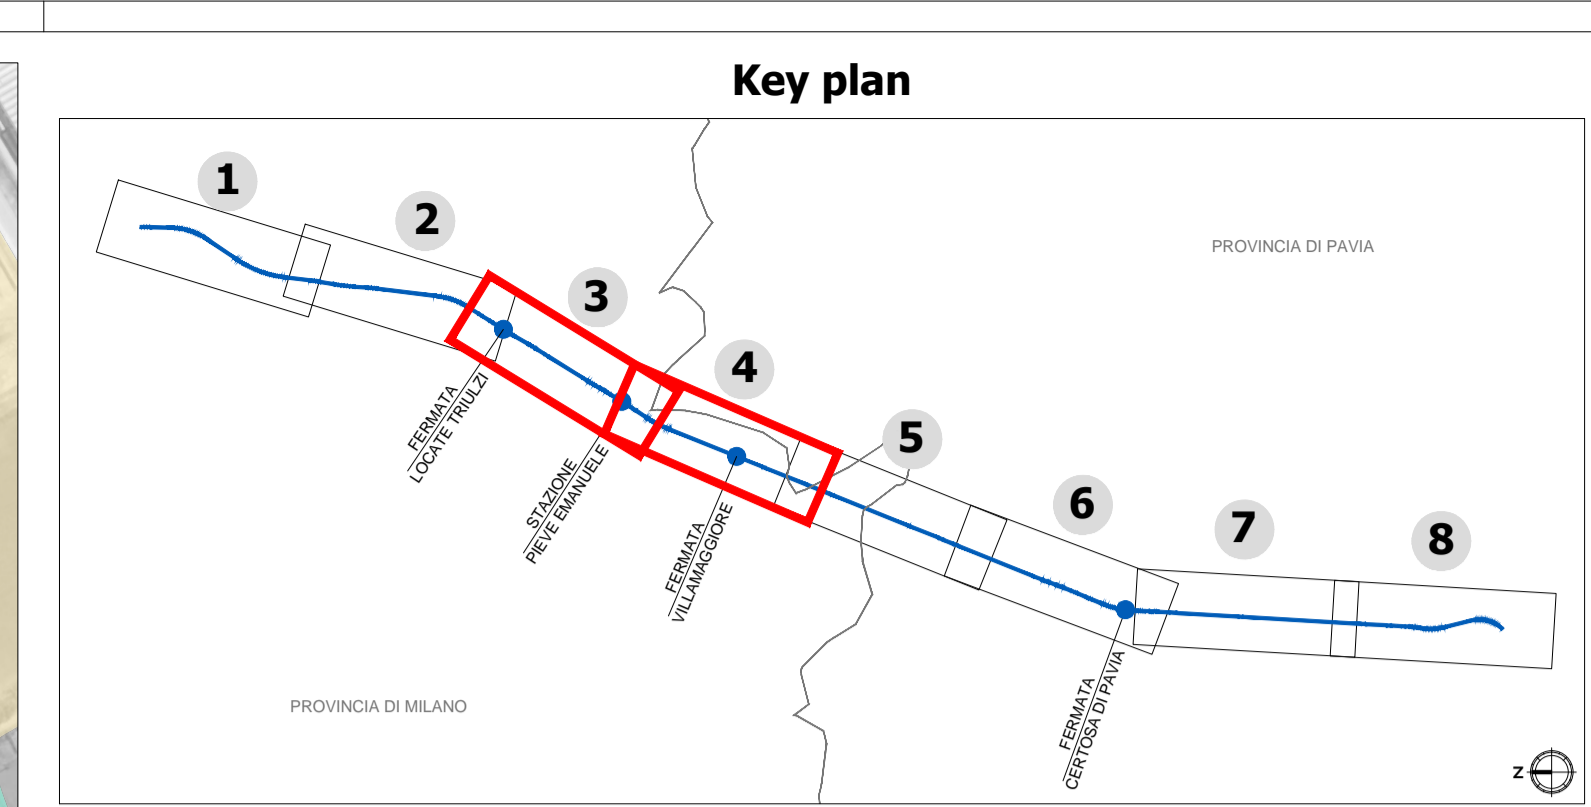 Key plan
1
2
3
4
5
6
7
8
PROVINCIA DI PAVIA
FERMATA
LOCATE TRIULZI
STAZIONE
PIEVE EMANUELE
FERMATA
VILLAMAGGIORE
FERMATA
CERTOSA DI PAVIA
PROVINCIA DI MILANO
Z